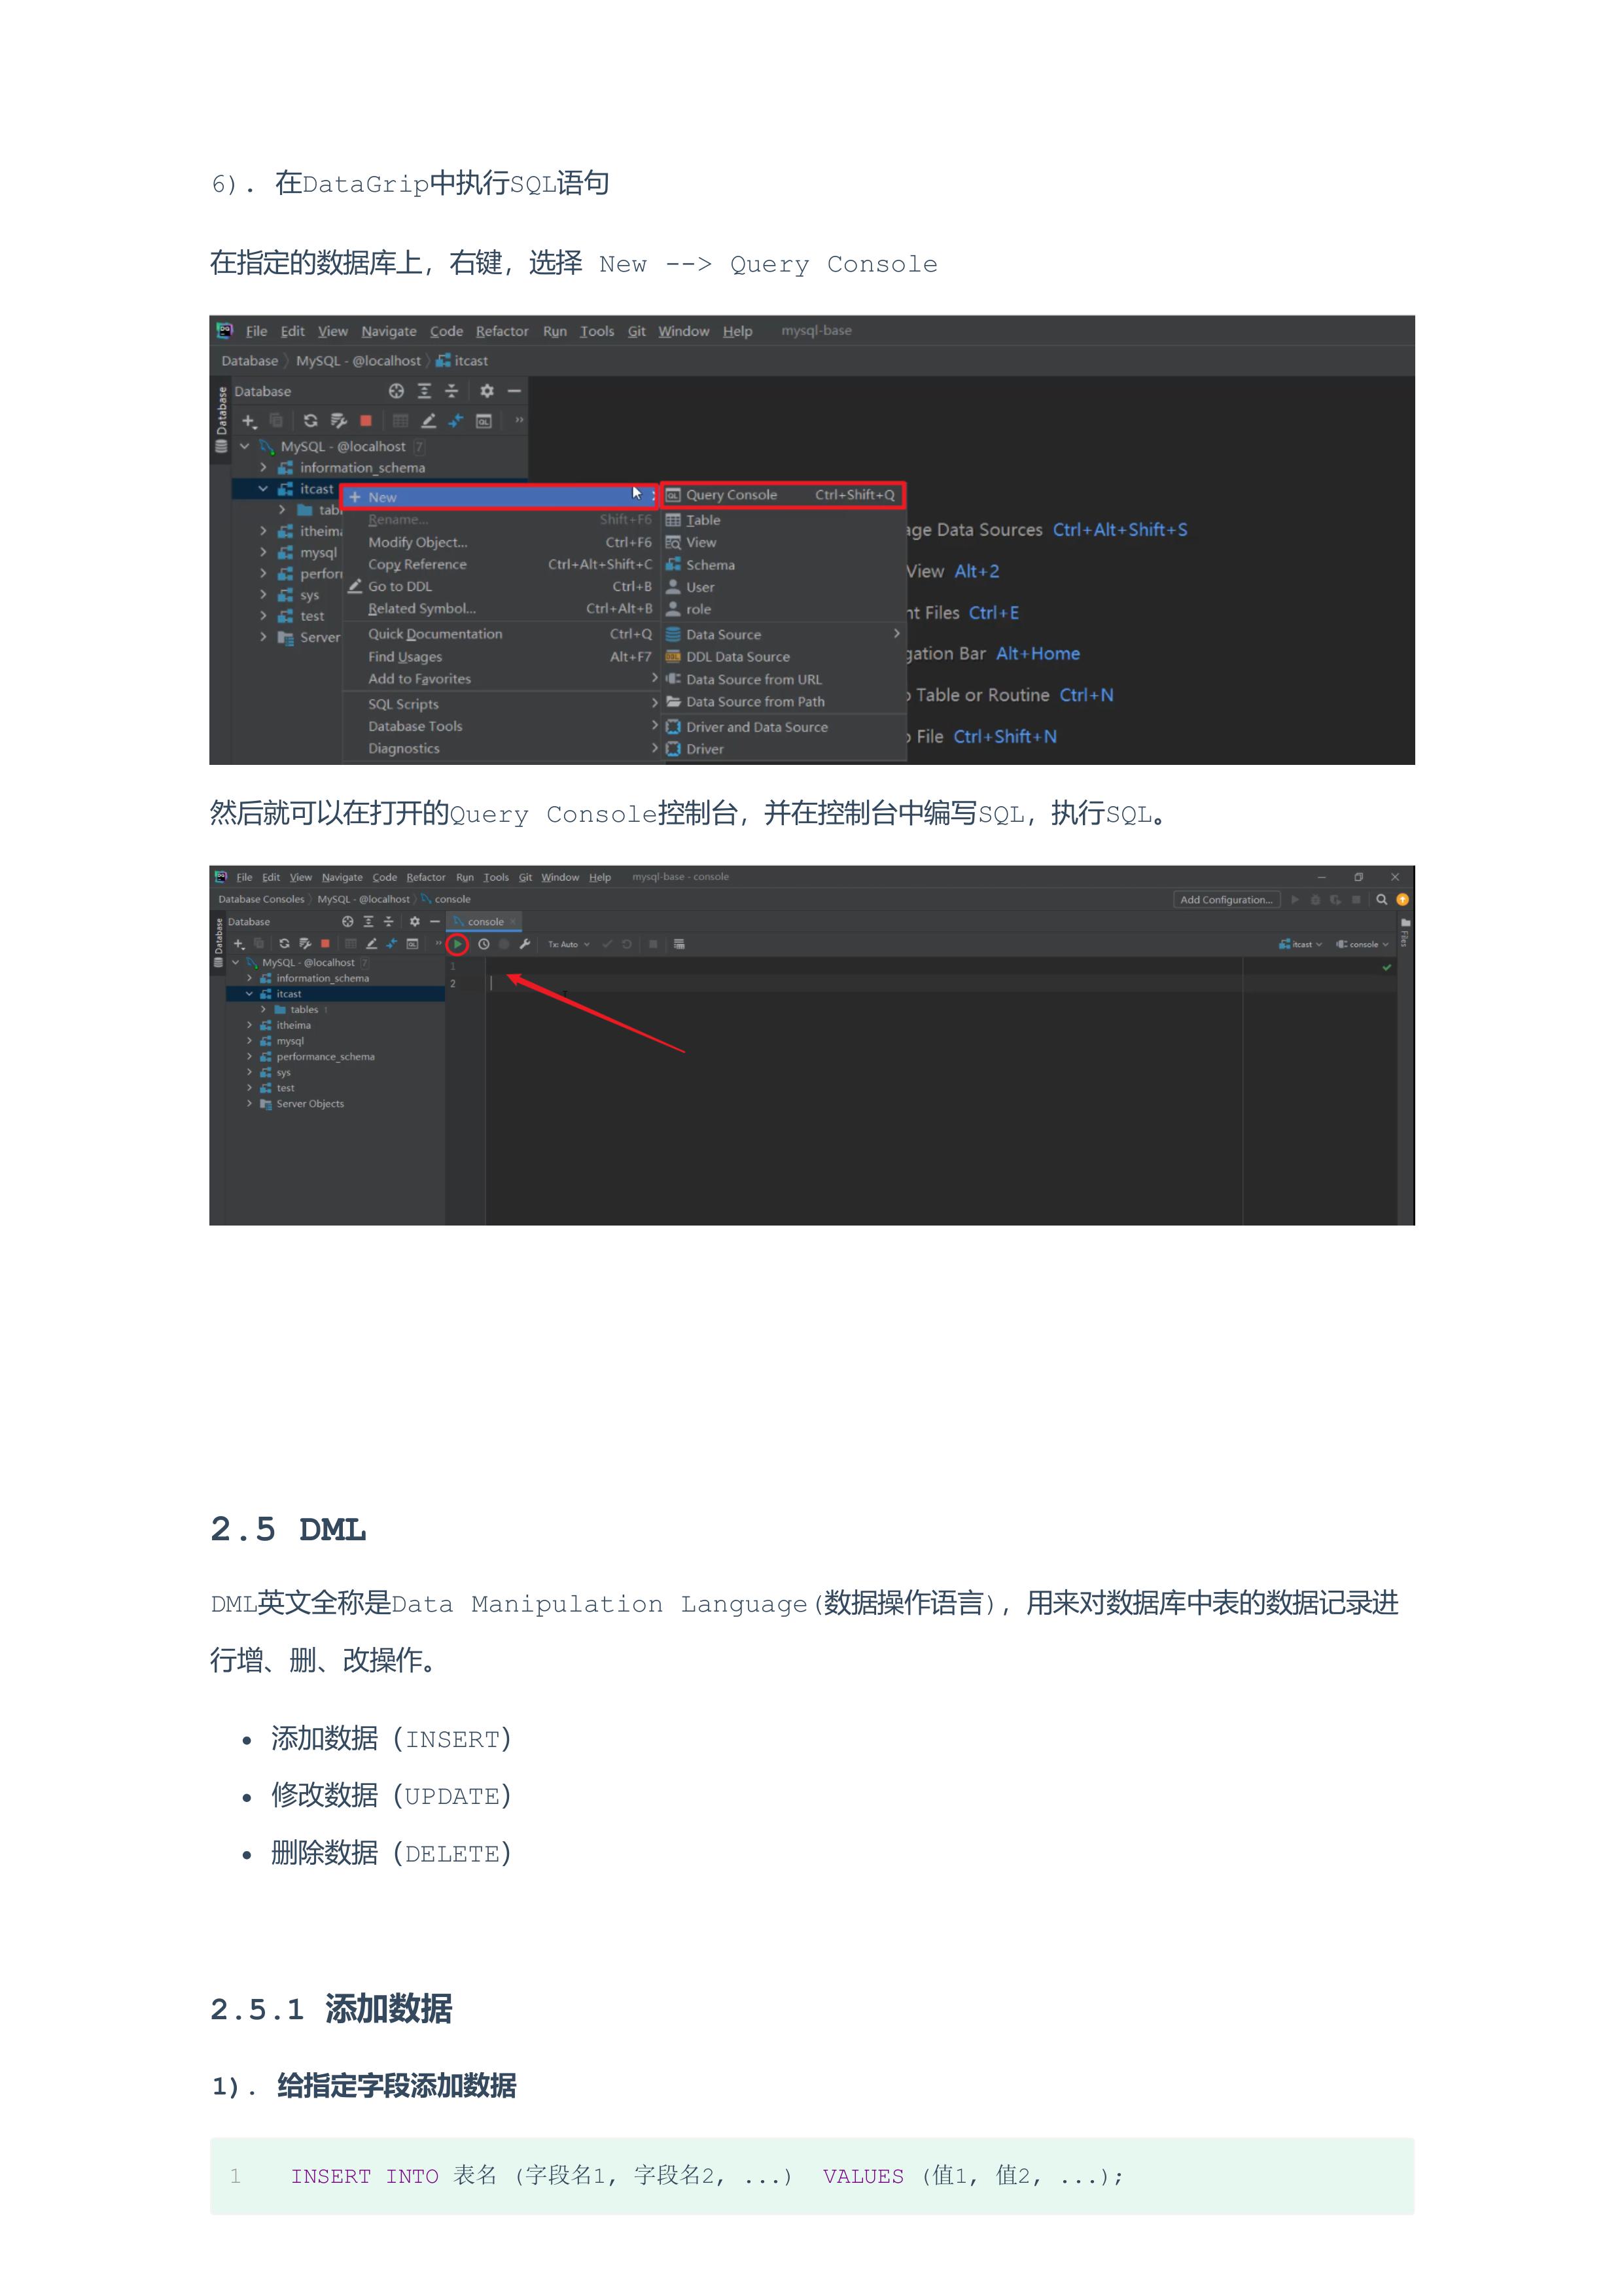 6). 在DataGrip中执行SQL语句
在指定的数据库上，右键，选择 New --> Query Console
File Edit View Navigate Code Refactor Run Tools Git Window Help mysql-base
Database MySQL - @localhost itcast
Database
Database
MySQL - @localhost 7
information_schema
itcast
New
Query Console Ctrl+Shift+Q
Rename... Shift+F6
Table
Modify Object... Ctrl+F6
View
Copy Reference Ctrl+Alt+Shift+C
Schema
Go to DDL Ctrl+B
User
Related Symbol... Ctrl+Alt+B
role
Quick Documentation Ctrl+Q
Data Source
Find Usages Alt+F7
DDL Data Source
Add to Favorites
Data Source from URL
SQL Scripts
Data Source from Path
Database Tools
Driver and Data Source
Diagnostics
Driver
mysql
sys
test
Server
Data Sources Ctrl+Alt+Shift+S
View Alt+2
Files Ctrl+E
Bar Alt+Home
Table or Routine Ctrl+N
File Ctrl+Shift+N
然后就可以在打开的Query Console控制台，并在控制台中编写SQL，执行SQL。
File Edit View Navigate Code Refactor Run Tools Git Window Help mysql-base - console
Database Consoles MySQL - @localhost console
Add Configuration...
Database
Database
console
Tx: Auto
itcast console
Files
MySQL - @localhost 7
information_schema
itcast
tables 1
itheima
mysql
performance_schema
sys
test
Server Objects
1
2
2.5 DML
DML英文全称是Data Manipulation Language(数据操作语言)，用来对数据库中表的数据记录进
行增、删、改操作。
• 添加数据（INSERT）
• 修改数据（UPDATE）
• 删除数据（DELETE）
2.5.1 添加数据
1). 给指定字段添加数据
1 INSERT INTO 表名 (字段名1, 字段名2, ...) VALUES (值1, 值2, ...);